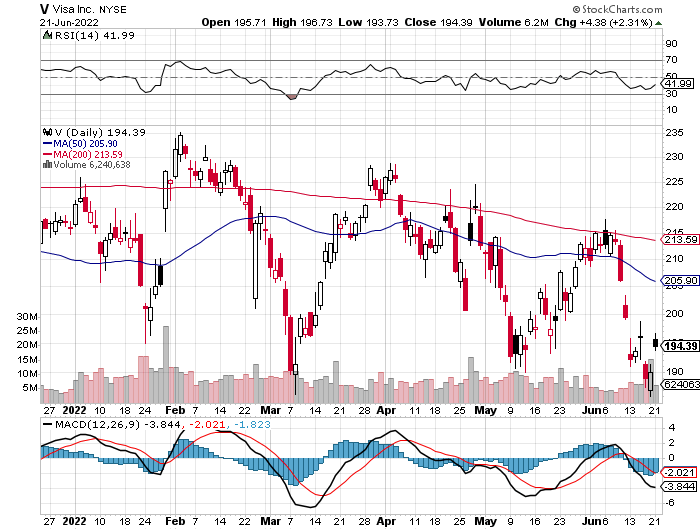 V Visa Inc. NYSE © StockCharts.com
21-Jun-2022 Open 195.71 High 196.73 Low 193.73 Close 194.39 Volume 6.2M Chg +4.38 (+2.31%)▲
RSI(14) 41.99
90
70
50
41.99
30
10
V (Daily) 194.39
MA(50) 205.90
MA(200) 213.59
Volume 6,240,638
235
230
225
220
215
213.59
210
205.90
200
194.39
190
624063
30M
25M
20M
15M
10M
5M
27 2022 10 18 24 Feb 7 14 22 Mar 7 14 21 28 Apr 11 18 25 May 9 16 23 Jun 6 13 21
MACD(12,26,9) -3.844, -2.021, -1.823
4
2
0
-2.021
-3.844
-6
27 2022 10 18 24 Feb 7 14 22 Mar 7 14 21 28 Apr 11 18 25 May 9 16 23 Jun 6 13 21